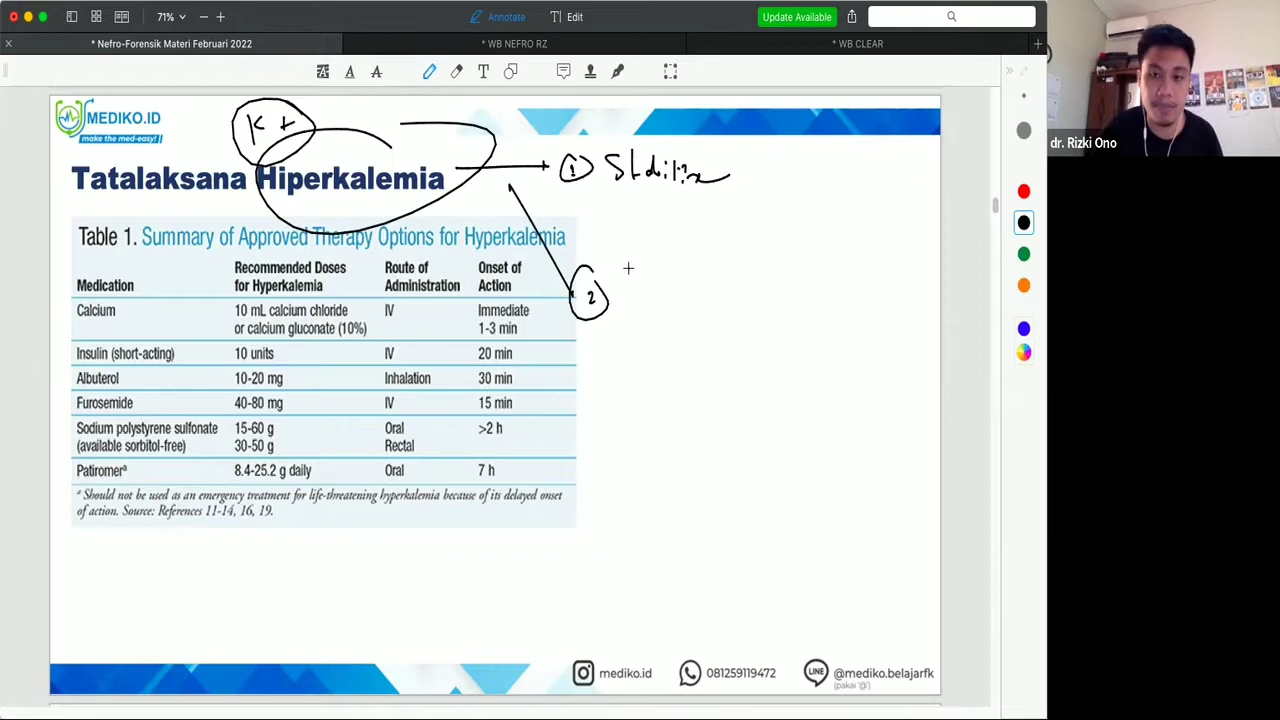 71%
Annotate
Edit
Update Available
* Nefro-Forensik Materi Februari 2022
* WB NEFRO RZ
* WB CLEAR
MEDIKO.ID
make the med-easy!
K +
dr. Rizki Ono
Tatalaksana Hiperkalemia
1
2
Table 1. Summary of Approved Therapy Options for Hyperkalemia
Medication Recommended Doses for Hyperkalemia Route of Administration Onset of Action
Calcium 10 mL calcium chloride IV Immediate
or calcium gluconate (10%) 1-3 min
Insulin (short-acting) 10 units IV 20 min
Albuterol 10-20 mg Inhalation 30 min
Furosemide 40-80 mg IV 15 min
Sodium polystyrene sulfonate 15-60 g Oral >2 h
(available sorbitol-free) 30-50 g Rectal
Patiromerᵃ 8.4-25.2 g daily Oral 7 h
ᵃ Should not be used as an emergency treatment for life-threatening hyperkalemia because of its delayed onset
of action. Source: References 11-14, 16, 19.
mediko.id
081259119472
LINE
@mediko.belajarfk
(pakai '@')